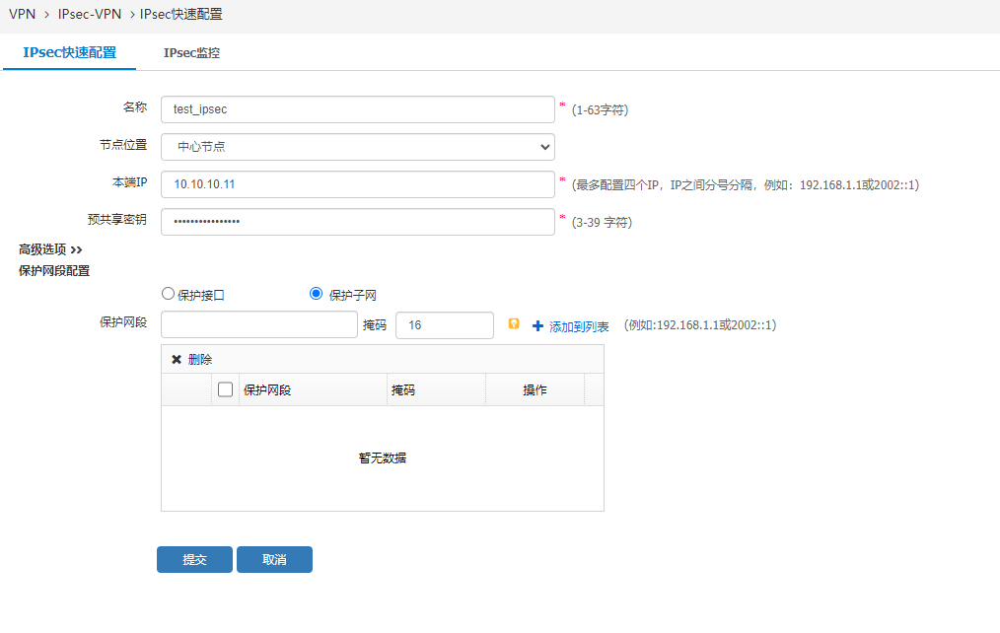 VPN > IPsec-VPN > IPsec快速配置
IPsec快速配置 IPsec监控
名称 test_ipsec * (1-63字符)
节点位置 中心节点
本端IP 10.10.10.11 * (最多配置四个IP，IP之间分号分隔，例如：192.168.1.1或2002::1)
预共享密钥 •••••••••••••••• * (3-39 字符)
高级选项 >>
保护网段配置
保护接口 保护子网
保护网段 掩码 16 添加到列表 (例如:192.168.1.1或2002::1)
删除
保护网段 掩码 操作
暂无数据
提交 取消